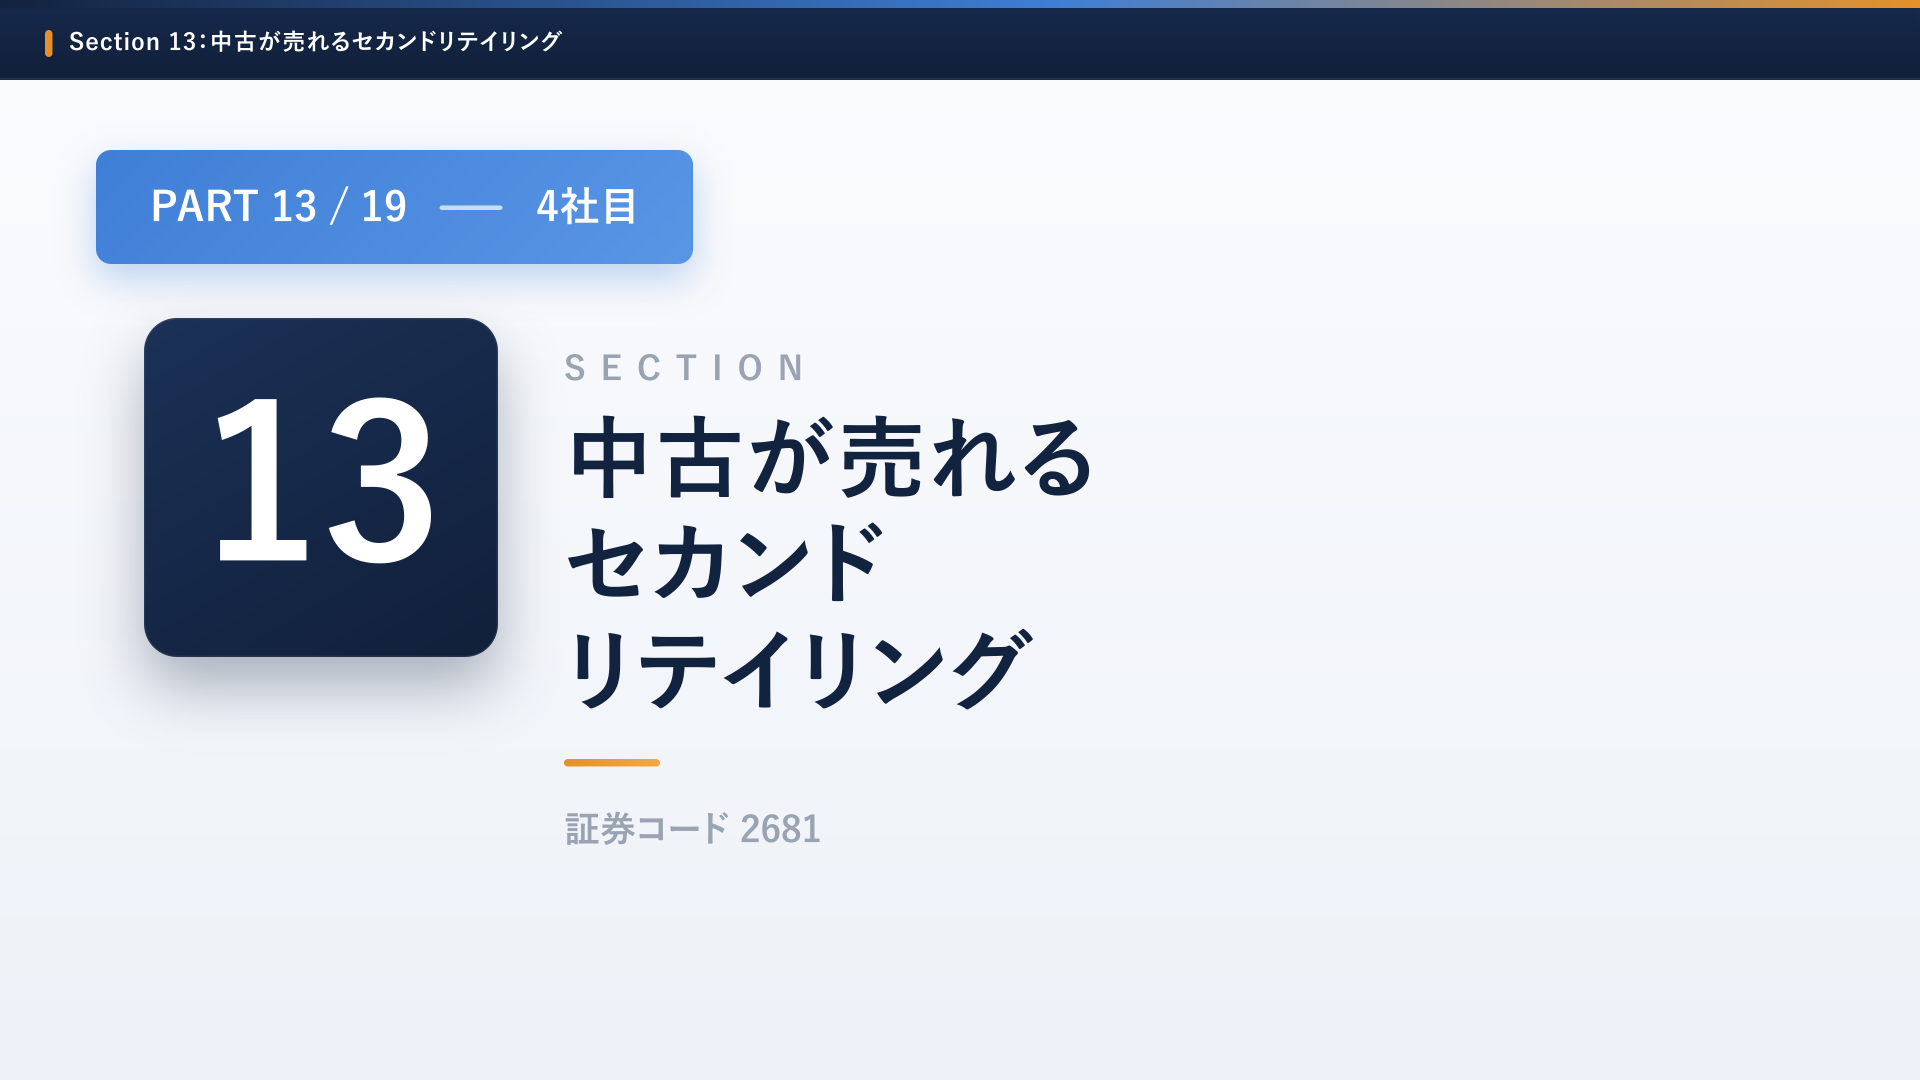 Section 13：中古が売れるセカンドリテイリング
PART 13 / 19 — 4社目
13
SECTION
中古が売れる
セカンド
リテイリング
証券コード 2681